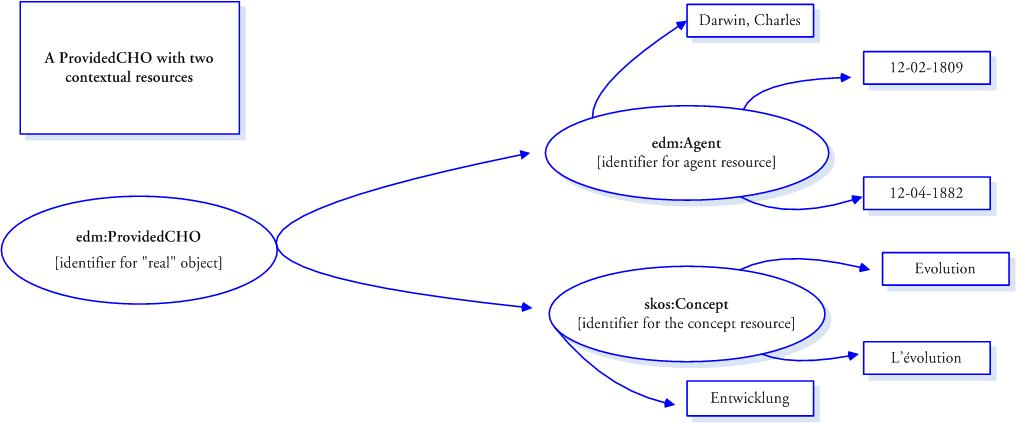 A ProvidedCHO with two
contextual resources
Darwin, Charles
12-02-1809
edm:Agent
[identifier for agent resource]
12-04-1882
edm:ProvidedCHO
[identifier for "real" object]
Evolution
skos:Concept
[identifier for the concept resource]
L'évolution
Entwicklung